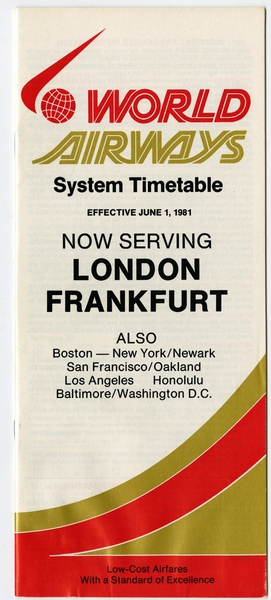 WORLD
AIRWAYS
System Timetable
EFFECTIVE JUNE 1, 1981
NOW SERVING
LONDON
FRANKFURT
ALSO
Boston — New York/Newark
San Francisco/Oakland
Los Angeles Honolulu
Baltimore/Washington D.C.
Low-Cost Airfares
With a Standard of Excellence